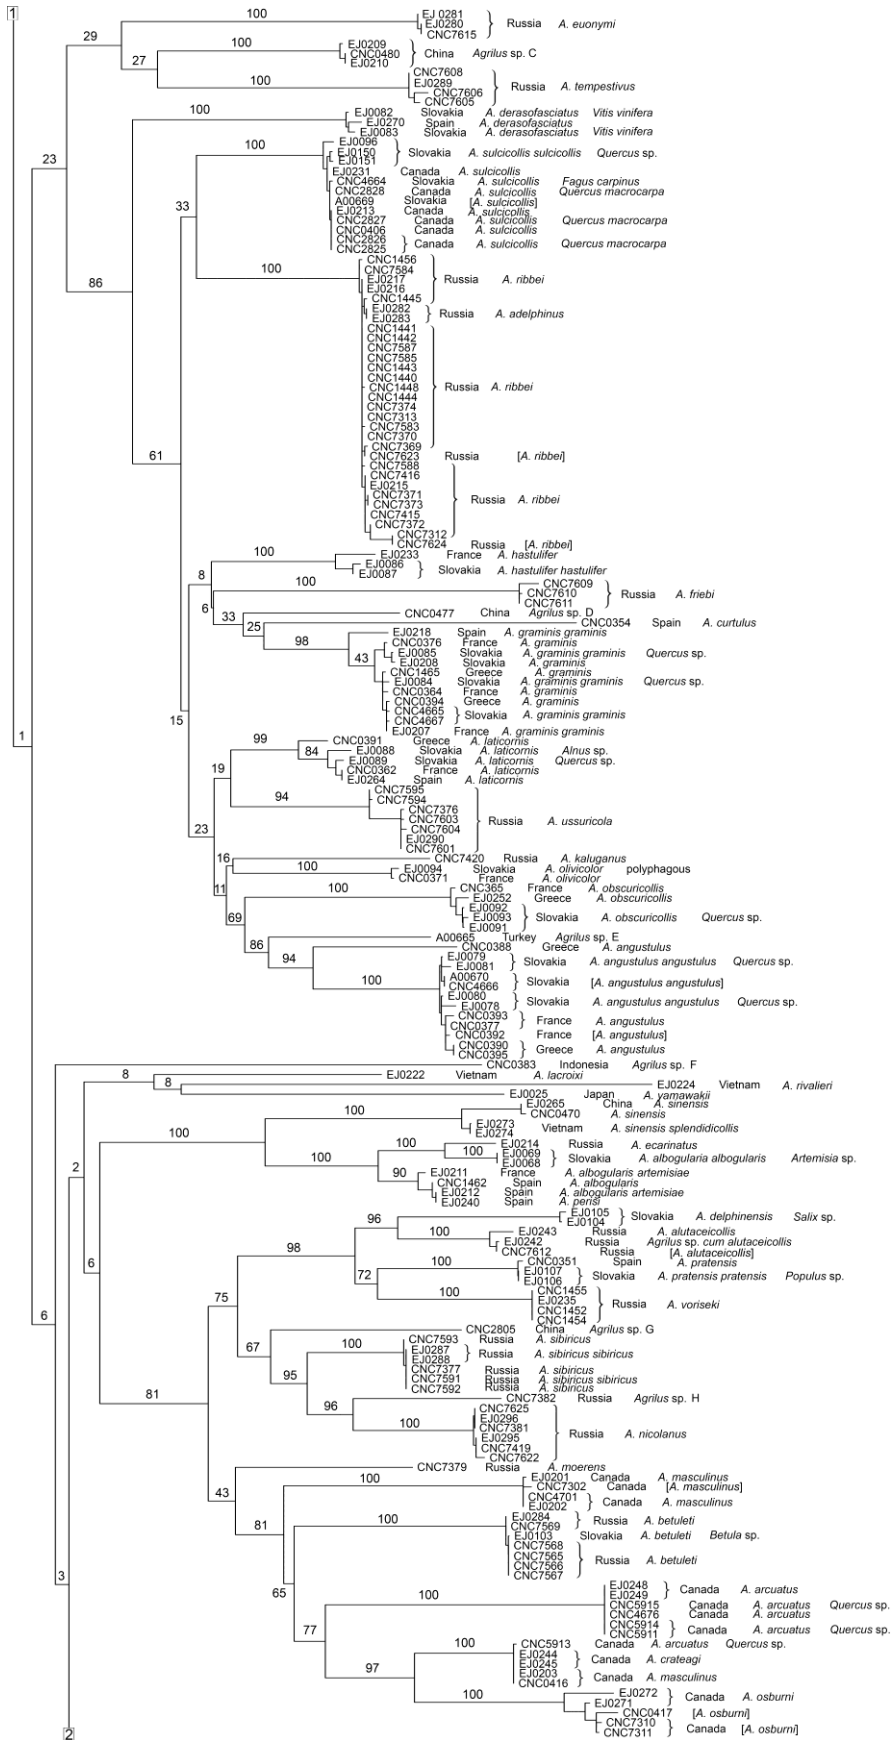 1
29
100
EJ 0281
EJ0280
CNC7615
Russia A. euonymi
27
100
EJ0209
CNC0480
EJ0210
China Agrilus sp. C
100
CNC7608
EJ0289
CNC7606
CNC7605
Russia A. tempestivus
23
86
100
EJ0082 Slovakia A. derasofasciatus Vitis vinifera
EJ0270 Spain A. derasofasciatus
EJ0083 Slovakia A. derasofasciatus Vitis vinifera
61
33
100
EJ0096
EJ0150
EJ0151
Slovakia A. sulcicollis sulcicollis Quercus sp.
EJ0231 Canada A. sulcicollis
CNC4664 Slovakia A. sulcicollis Fagus carpinus
CNC2828 Canada A. sulcicollis Quercus macrocarpa
A00669 Slovakia [A. sulcicollis]
EJ0213 Canada A. sulcicollis
CNC2827 Canada A. sulcicollis Quercus macrocarpa
CNC0406 Canada A. sulcicollis
CNC2826
CNC2825
Canada A. sulcicollis Quercus macrocarpa
100
CNC1456
CNC7584
EJ0217
EJ0216
CNC1445
Russia A. ribbei
EJ0282
EJ0283
Russia A. adelphinus
CNC1441
CNC1442
CNC7587
CNC7585
CNC1443
CNC1440
CNC1448
CNC1444
CNC7374
CNC7313
CNC7583
CNC7370
Russia A. ribbei
CNC7369
CNC7623 Russia [A. ribbei]
CNC7588
CNC7416
EJ0215
CNC7371
CNC7373
CNC7415
CNC7372
CNC7312
Russia A. ribbei
CNC7624 Russia [A. ribbei]
15
8
100
EJ0233 France A. hastulifer
EJ0086
EJ0087
Slovakia A. hastulifer hastulifer
6
100
CNC7609
CNC7610
CNC7611
Russia A. friebi
33
CNC0477 China Agrilus sp. D
25
CNC0354 Spain A. curtulus
98
EJ0218 Spain A. graminis graminis
43
CNC0376 France A. graminis
EJ0085 Slovakia A. graminis graminis Quercus sp.
EJ0208 Slovakia A. graminis
CNC1465 Greece A. graminis
EJ0084 Slovakia A. graminis graminis Quercus sp.
CNC0364 France A. graminis
CNC0394 Greece A. graminis
CNC4665
CNC4667
Slovakia A. graminis graminis
EJ0207 France A. graminis graminis
23
19
99
CNC0391 Greece A. laticornis
84
EJ0088 Slovakia A. laticornis Alnus sp.
EJ0089 Slovakia A. laticornis Quercus sp.
CNC0362 France A. laticornis
EJ0264 Spain A. laticornis
94
CNC7595
CNC7594
CNC7376
CNC7603
CNC7604
EJ0290
CNC7601
Russia A. ussuricola
11
16
CNC7420 Russia A. kaluganus
100
EJ0094 Slovakia A. olivicolor polyphagous
CNC0371 France A. olivicolor
69
100
CNC365 France A. obscuricollis
EJ0252 Greece A. obscuricollis
EJ0092
EJ0093
EJ0091
Slovakia A. obscuricollis Quercus sp.
86
A00665 Turkey Agrilus sp. E
94
CNC0388 Greece A. angustulus
100
EJ0079
EJ0081
Slovakia A. angustulus angustulus Quercus sp.
A00670
CNC4666
Slovakia [A. angustulus angustulus]
EJ0080
EJ0078
Slovakia A. angustulus angustulus Quercus sp.
CNC0393
CNC0377
France A. angustulus
CNC0392 France [A. angustulus]
CNC0390
CNC0395
Greece A. angustulus
1
6
CNC0383 Indonesia Agrilus sp. F
3
2
8
EJ0222 Vietnam A. lacroixi
8
EJ0224 Vietnam A. rivalieri
EJ0025 Japan A. yamawakii
6
100
100
EJ0265 China A. sinensis
CNC0470 A. sinensis
EJ0273
EJ0274
Vietnam A. sinensis splendidicollis
100
100
EJ0214 Russia A. ecarinatus
100
EJ0069
EJ0068
Slovakia A. albogularia albogularis Artemisia sp.
90
EJ0211 France A. albogularis artemisiae
CNC1462 Spain A. albogularis
EJ0212 Spain A. albogularis artemisiae
EJ0240 Spain A. perisi
81
75
98
96
EJ0105
EJ0104
Slovakia A. delphinensis Salix sp.
100
EJ0243 Russia A. alutaceicollis
EJ0242 Russia Agrilus sp. cum alutaceicollis
CNC7612 Russia [A. alutaceicollis]
72
100
CNC0351 Spain A. pratensis
EJ0107
EJ0106
Slovakia A. pratensis pratensis Populus sp.
100
CNC1455
EJ0235
CNC1452
CNC1454
Russia A. voriseki
67
CNC2805 China Agrilus sp. G
95
100
CNC7593 Russia A. sibiricus
EJ0287
EJ0288
Russia A. sibiricus sibiricus
CNC7377 Russia A. sibiricus
CNC7591 Russia A. sibiricus sibiricus
CNC7592 Russia A. sibiricus
96
CNC7382 Russia Agrilus sp. H
100
CNC7625
EJ0296
CNC7381
EJ0295
CNC7419
CNC7622
Russia A. nicolanus
43
CNC7379 Russia A. moerens
81
100
EJ0201 Canada A. masculinus
CNC7302 Canada [A. masculinus]
CNC4701
EJ0202
Canada A. masculinus
65
100
EJ0284
CNC7569
Russia A. betuleti
EJ0103 Slovakia A. betuleti Betula sp.
CNC7568
CNC7565
CNC7566
CNC7567
Russia A. betuleti
77
100
EJ0248
EJ0249
Canada A. arcuatus
CNC5915 Canada A. arcuatus Quercus sp.
CNC4676 Canada A. arcuatus
CNC5914
CNC5911
Canada A. arcuatus Quercus sp.
97
100
CNC5913 Canada A. arcuatus Quercus sp.
EJ0244
EJ0245
Canada A. crateagi
EJ0203
CNC0416
Canada A. masculinus
100
EJ0272
EJ0271
Canada A. osburni
CNC0417 [A. osburni]
CNC7310
CNC7311
Canada [A. osburni]
2